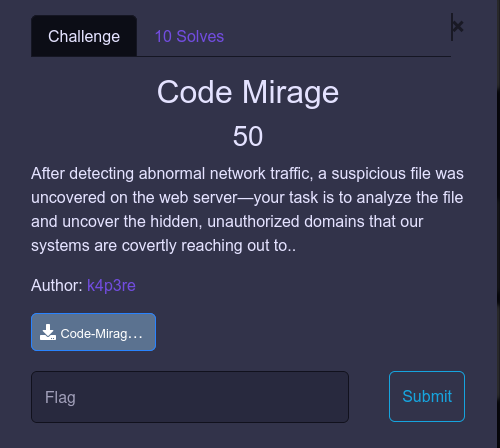 Challenge
10 Solves
×
Code Mirage
50
After detecting abnormal network traffic, a suspicious file was
uncovered on the web server—your task is to analyze the file
and uncover the hidden, unauthorized domains that our
systems are covertly reaching out to..
Author: k4p3re
Code-Mirag...
Flag
Submit